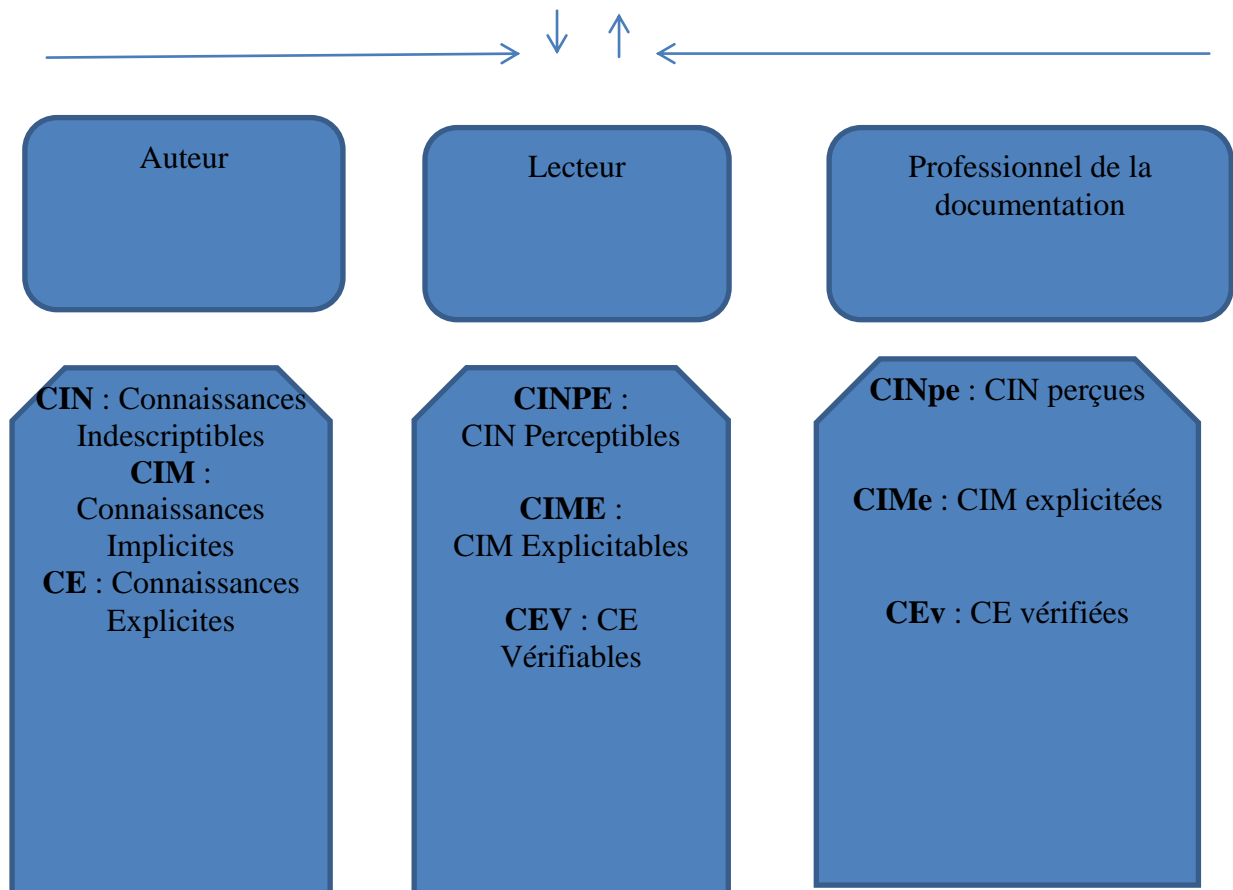 Auteur
Lecteur
Professionnel de la
documentation
CIN : Connaissances
Indescriptibles
CIM :
Connaissances
Implicites
CE : Connaissances
Explicites
CINPE :
CIN Perceptibles
CIME :
CIM Explicitables
CEV : CE
Vérifiables
CINpe : CIN perçues
CIMe : CIM explicitées
CEv : CE vérifiées